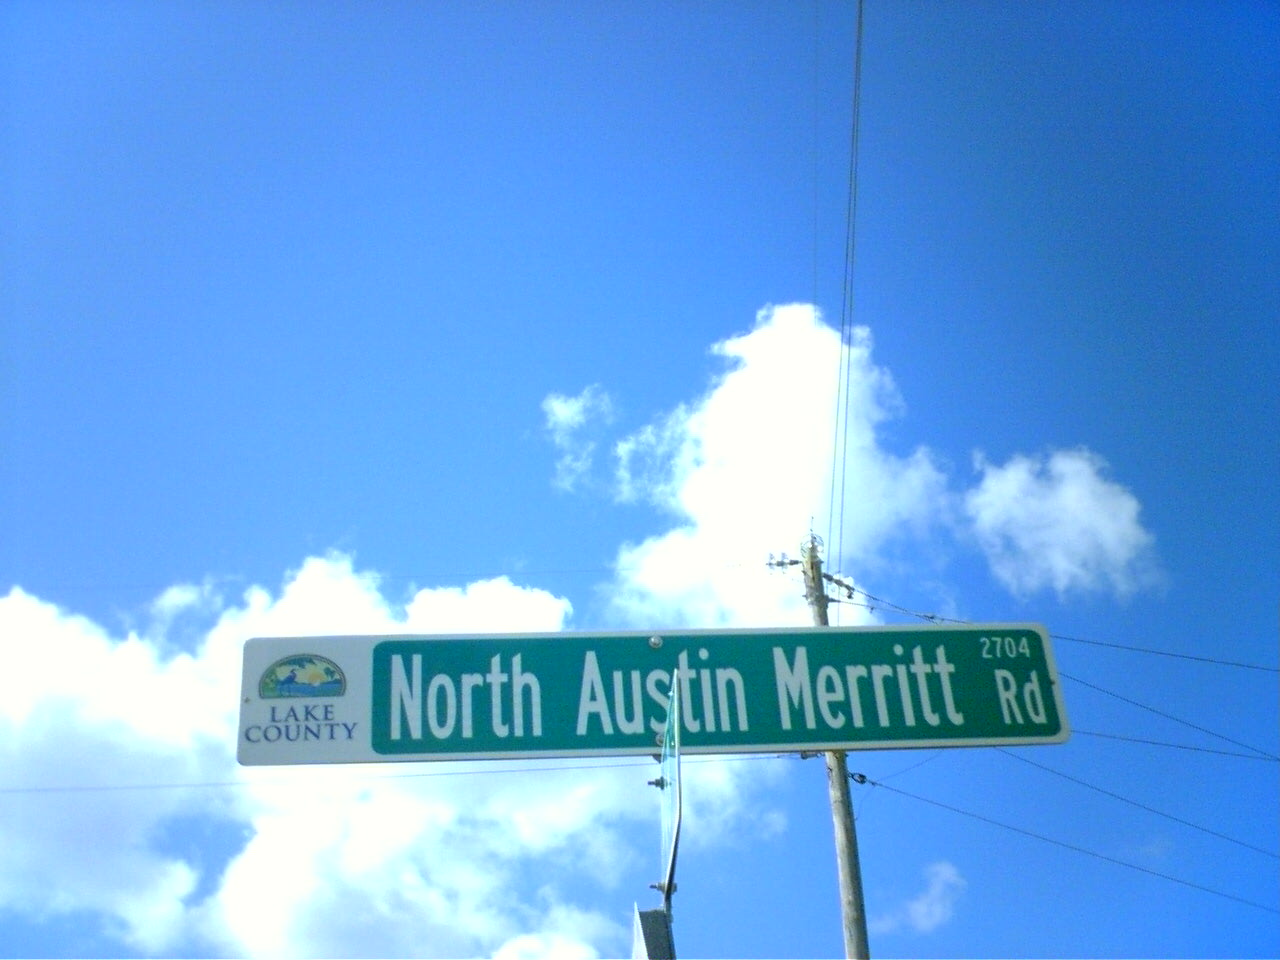 LAKE
COUNTY
North Austin Merritt Rd
2704